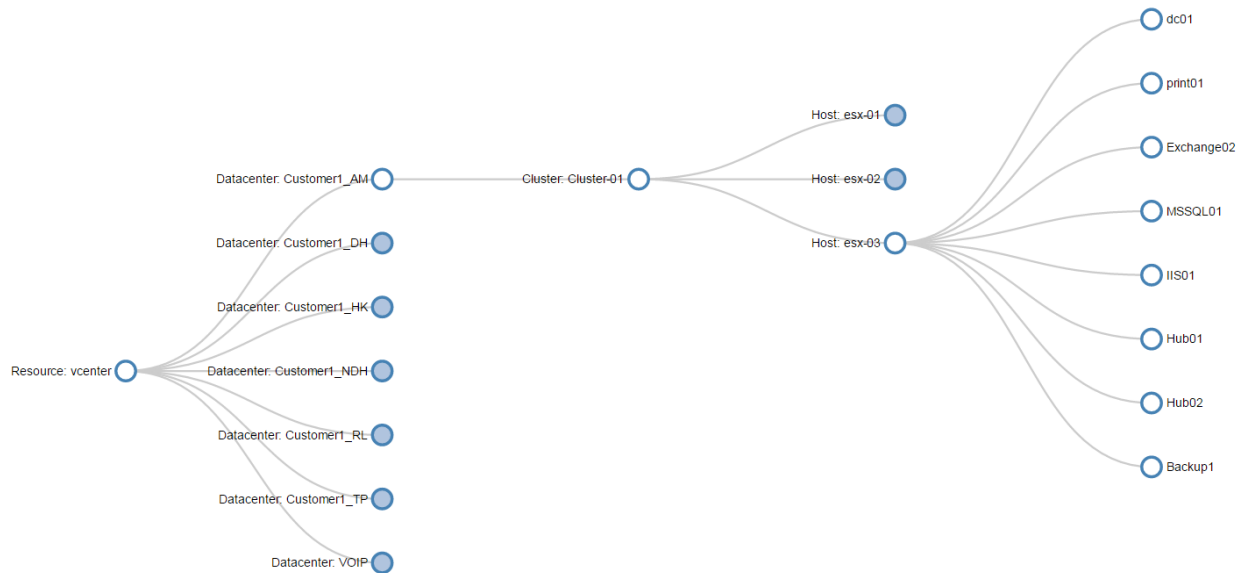 dc01
print01
Host: esx-01
Exchange02
Datacenter: Customer1_AM
Cluster: Cluster-01
Host: esx-02
MSSQL01
Datacenter: Customer1_DH
Host: esx-03
IIS01
Datacenter: Customer1_HK
Hub01
Resource: vcenter
Datacenter: Customer1_NDH
Hub02
Datacenter: Customer1_RL
Backup1
Datacenter: Customer1_TP
Datacenter: VOIP